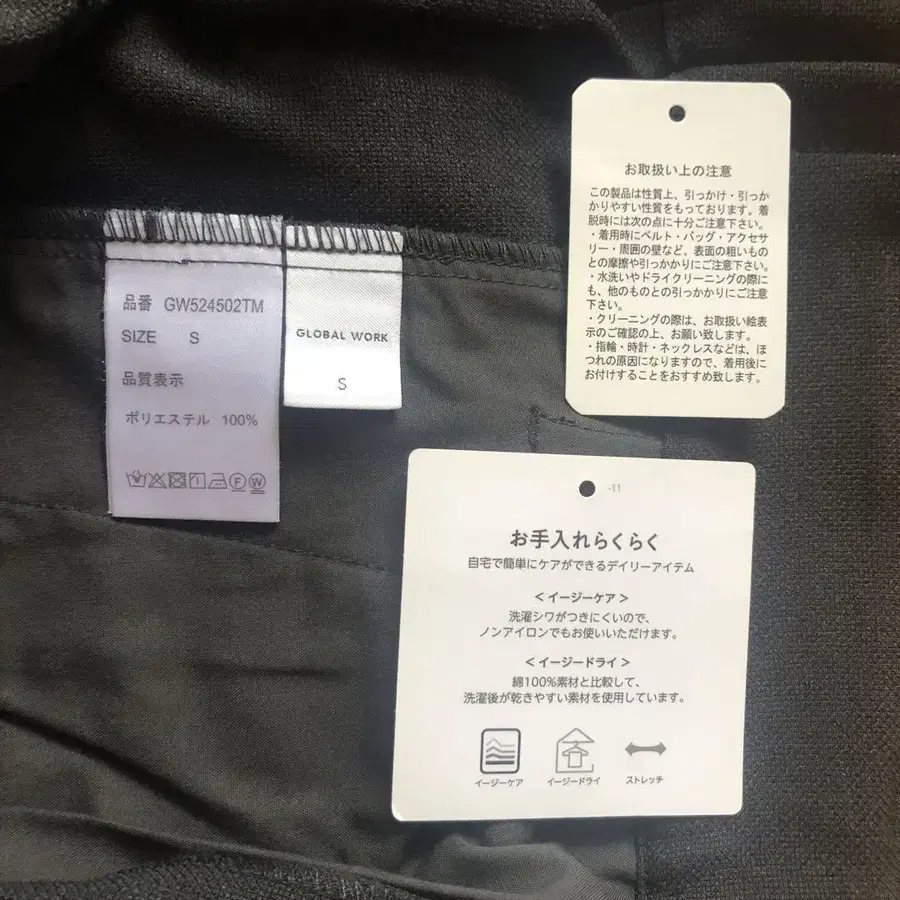 品番 GW524502TM
SIZE S
品質表示
ポリエステル 100%
GLOBAL WORK
S
お取扱い上の注意
この製品は性質上、引っかけ・引っか
かりやすい性質をもっております。着
脱時には次の点に十分ご注意下さい。
・着用時にベルト・バッグ・アクセサ
リー・周囲の壁など、表面の粗いもの
との摩擦や引っかかりにご注意下さい。
・水洗いやドライクリーニングの際に
も、他のものとの引っかかりにご注意
下さい。
・クリーニングの際は、お取扱い絵表
示のご確認の上、お願い致します。
・指輪・時計・ネックレスなどは、ほ
つれの原因になりますので、着用後に
お付けすることをおすすめ致します。
-11
お手入れらくらく
自宅で簡単にケアができるデイリーアイテム
＜イージーケア＞
洗濯シワがつきにくいので、
ノンアイロンでもお使いいただけます。
＜イージードライ＞
綿100%素材と比較して、
洗濯後が乾きやすい素材を使用しています。
イージーケア イージードライ ストレッチ